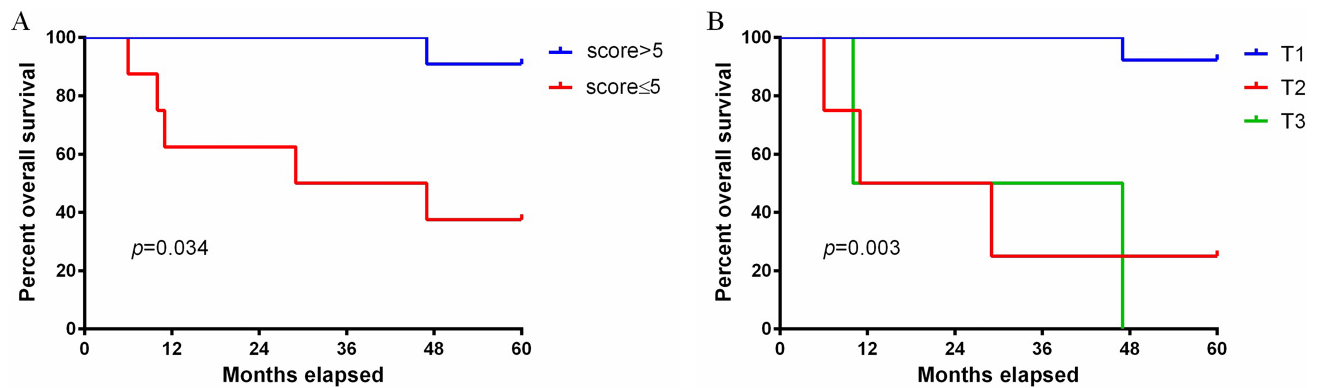 A
100
80
60
40
20
0
Percent overall survival
p=0.034
0 12 24 36 48 60
Months elapsed
score>5
score≤5
B
100
80
60
40
20
0
Percent overall survival
p=0.003
0 12 24 36 48 60
Months elapsed
T1
T2
T3